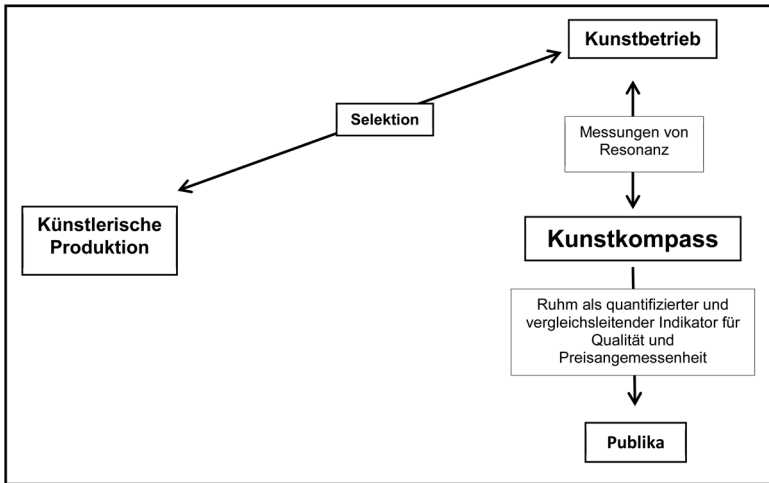 Kunstbetrieb
Selektion
Messungen von
Resonanz
Künstlerische
Produktion
Kunstkompass
Ruhm als quantifizierter und
vergleichsleitender Indikator für
Qualität und
Preisangemessenheit
Publika